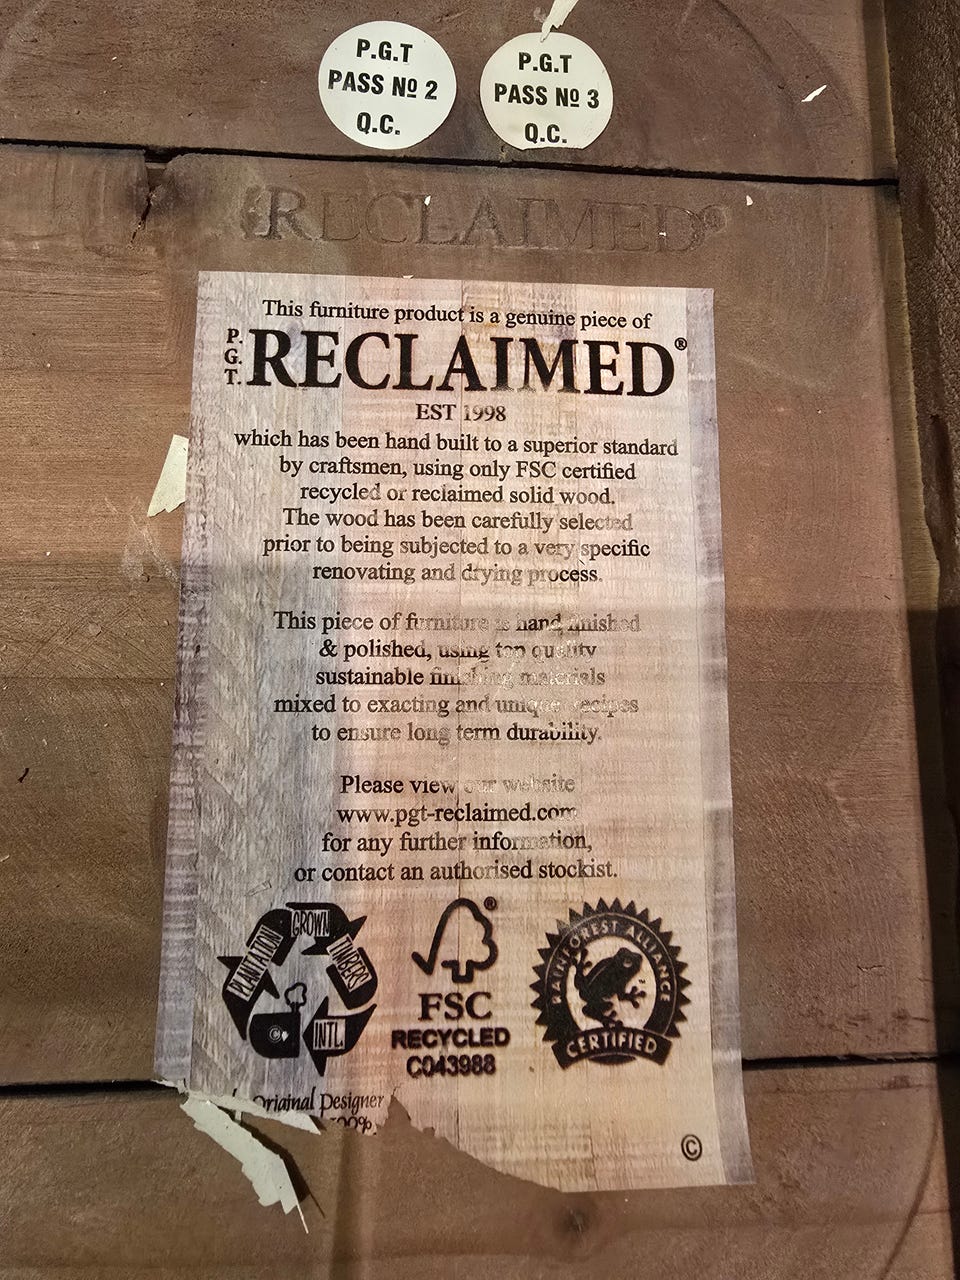 P.G.T
PASS Nº 2
Q.C.
P.G.T
PASS Nº 3
Q.C.
RECLAIMED®
This furniture product is a genuine piece of
P.G.T. RECLAIMED®
EST 1998
which has been hand built to a superior standard
by craftsmen, using only FSC certified
recycled or reclaimed solid wood.
The wood has been carefully selected
prior to being subjected to a very specific
renovating and drying process.
This piece of furniture is hand finished
& polished, using top quality
sustainable finishing materials
mixed to exacting and unique recipes
to ensure long term durability.
Please view our website
www.pgt-reclaimed.com
for any further information,
or contact an authorised stockist.
PLANTATION GROWN TIMBERS INTL.
©
FSC®
RECYCLED
C043988
RAINFOREST ALLIANCE
CERTIFIED
Original Designer
100%
©